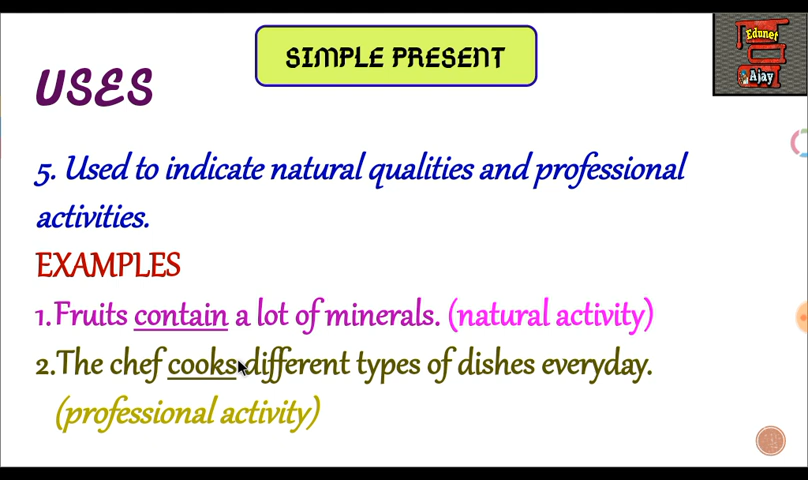 SIMPLE PRESENT
Edunet
Ajay
USES
5. Used to indicate natural qualities and professional
activities.
EXAMPLES
1.Fruits contain a lot of minerals. (natural activity)
2.The chef cooks different types of dishes everyday.
(professional activity)